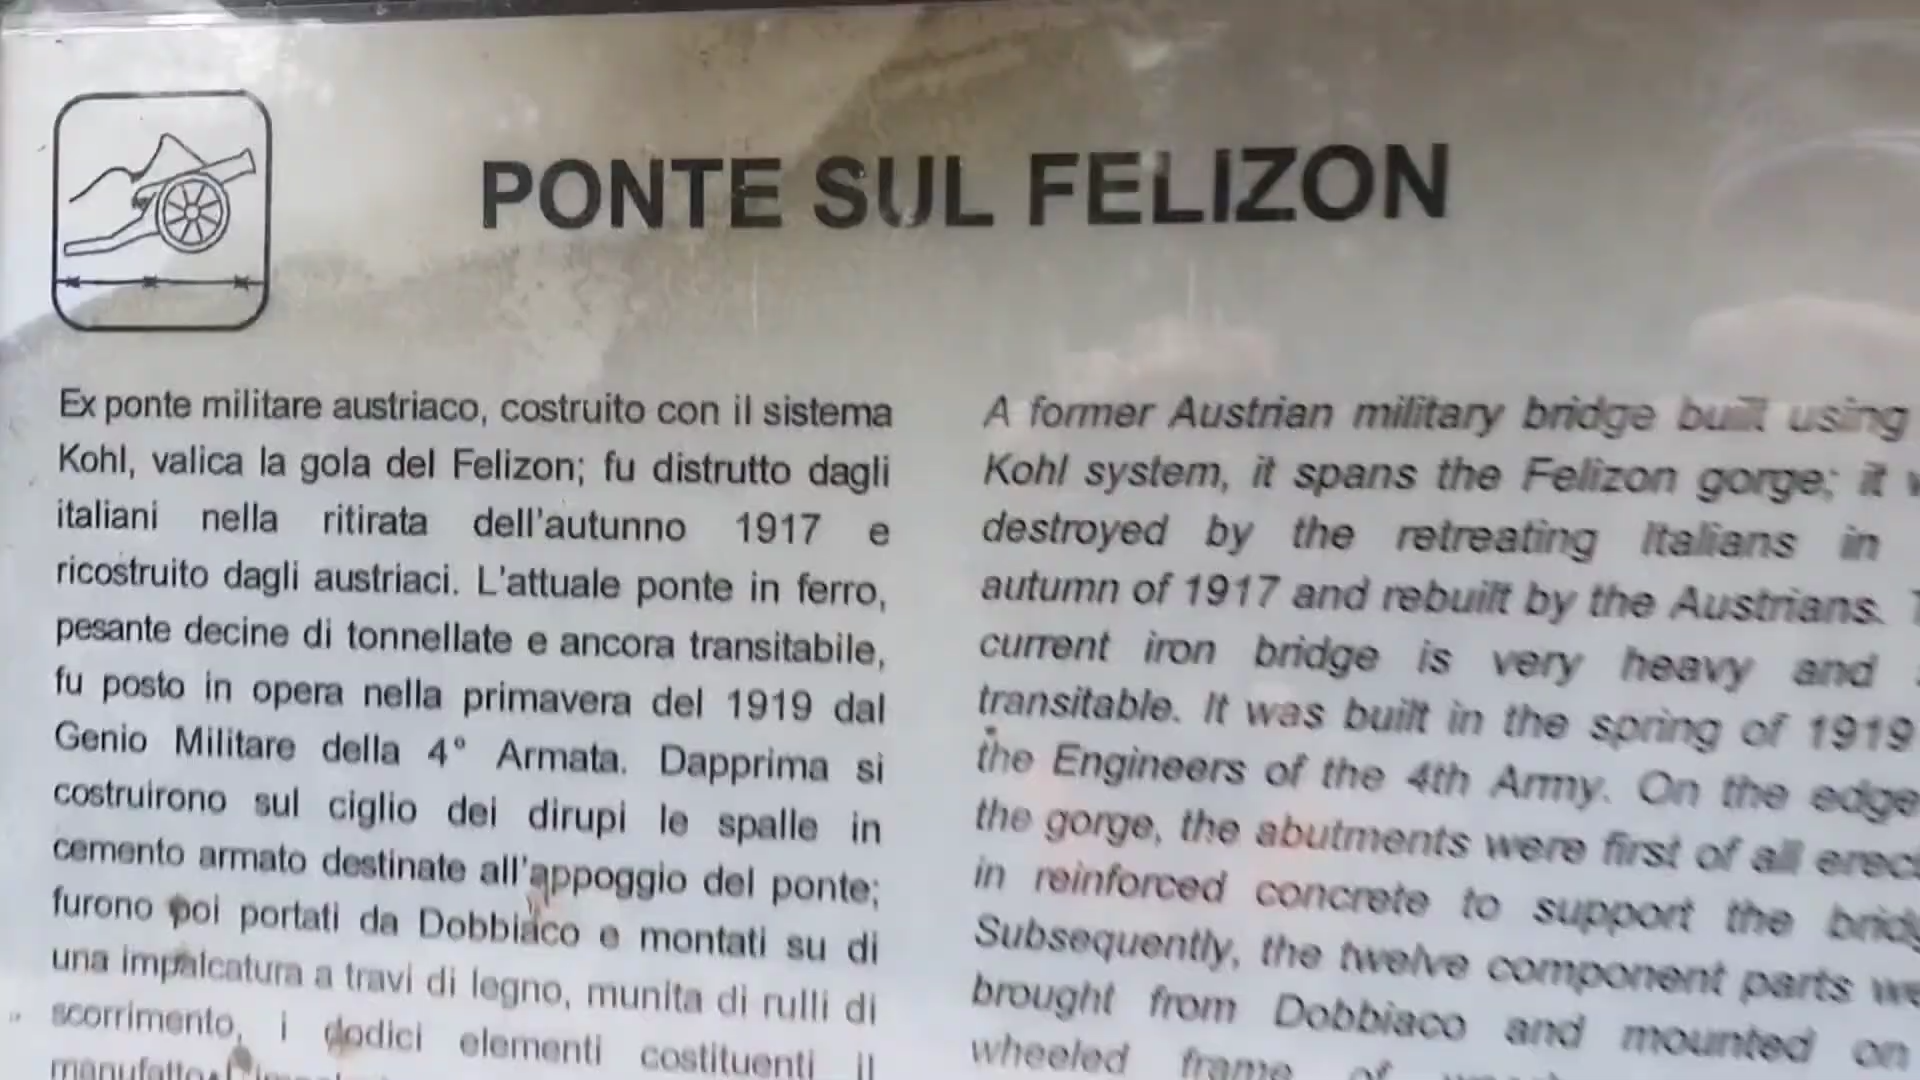 PONTE SUL FELIZON
Ex ponte militare austriaco, costruito con il sistema
Kohl, valica la gola del Felizon; fu distrutto dagli
italiani nella ritirata dell'autunno 1917 e
ricostruito dagli austriaci. L'attuale ponte in ferro,
pesante decine di tonnellate e ancora transitabile,
fu posto in opera nella primavera del 1919 dal
Genio Militare della 4° Armata. Dapprima si
costruirono sul ciglio dei dirupi le spalle in
cemento armato destinate all'appoggio del ponte;
furono poi portati da Dobbiaco e montati su di
una impalcatura a travi di legno, munita di rulli di
scorrimento, i dodici elementi costituenti il
A former Austrian military bridge built using
Kohl system, it spans the Felizon gorge; it
destroyed by the retreating Italians in
autumn of 1917 and rebuilt by the Austrians.
current iron bridge is very heavy and
transitable. It was built in the spring of 1919
the Engineers of the 4th Army. On the edge
the gorge, the abutments were first of all
in reinforced concrete to support the
Subsequently, the twelve component parts
brought from Dobbiaco and mounted on
wheeled frame of